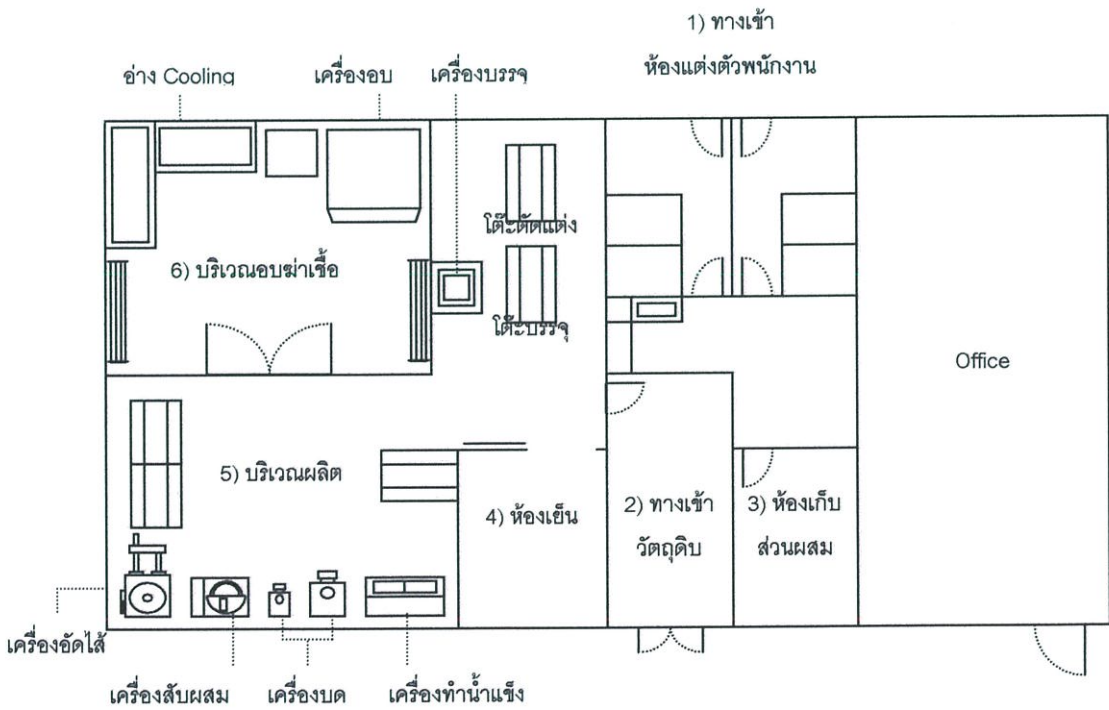 1) ทางเข้า
ห้องแต่งตัวพนักงาน
อ่าง Cooling
เครื่องอบ
เครื่องบรรจุ
โต๊ะตัดแต่ง
6) บริเวณอบฆ่าเชื้อ
โต๊ะบรรจุ
Office
5) บริเวณผลิต
4) ห้องเย็น
2) ทางเข้า
วัตถุดิบ
3) ห้องเก็บ
ส่วนผสม
เครื่องอัดไส้
เครื่องสับผสม
เครื่องบด
เครื่องทำน้ำแข็ง